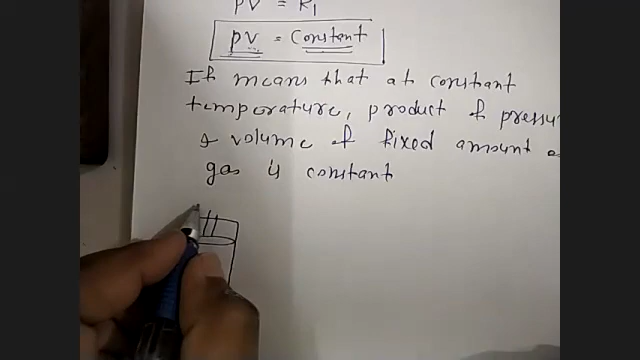 PV = K1
PV = Constant
It means that at constant
temperature, product of pressu
& volume of fixed amount o
gas is constant